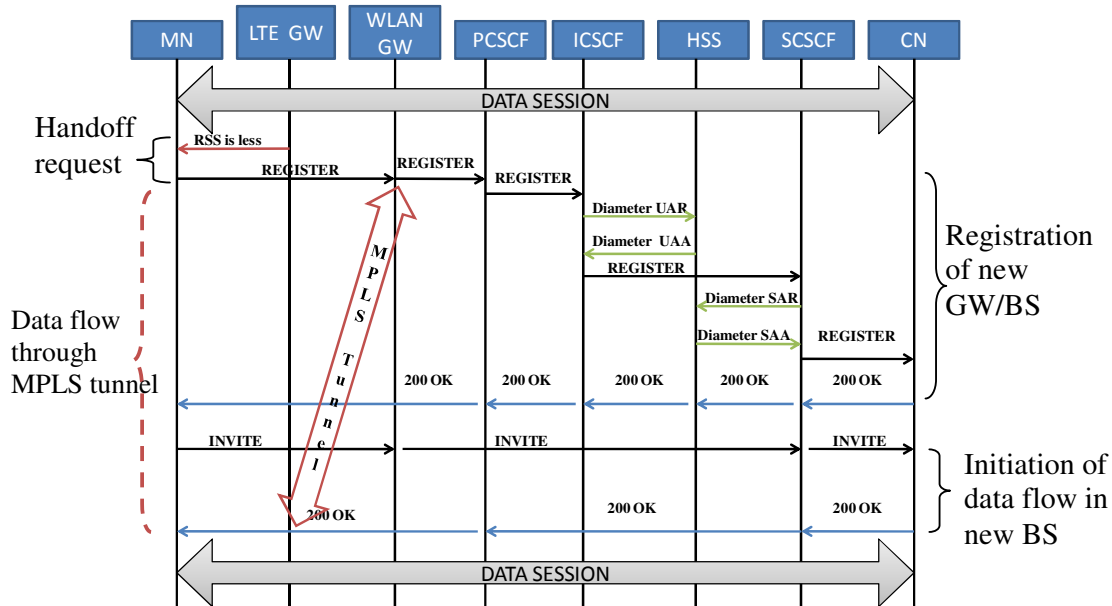 MN
LTE GW
WLAN
GW
PCSCF
ICSCF
HSS
SCSCF
CN
DATA SESSION
Handoff
request
RSS is less
REGISTER
REGISTER
REGISTER
Diameter UAR
Diameter UAA
REGISTER
Diameter SAR
Diameter SAA
REGISTER
Registration
of new
GW/BS
MPLS Tunnel
Data flow
through
MPLS tunnel
200 OK
200 OK
200 OK
200 OK
200 OK
INVITE
INVITE
INVITE
Initiation of
data flow in
new BS
200 OK
200 OK
200 OK
DATA SESSION